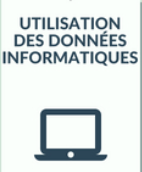 UTILISATION
DES DONNÉES
INFORMATIQUES